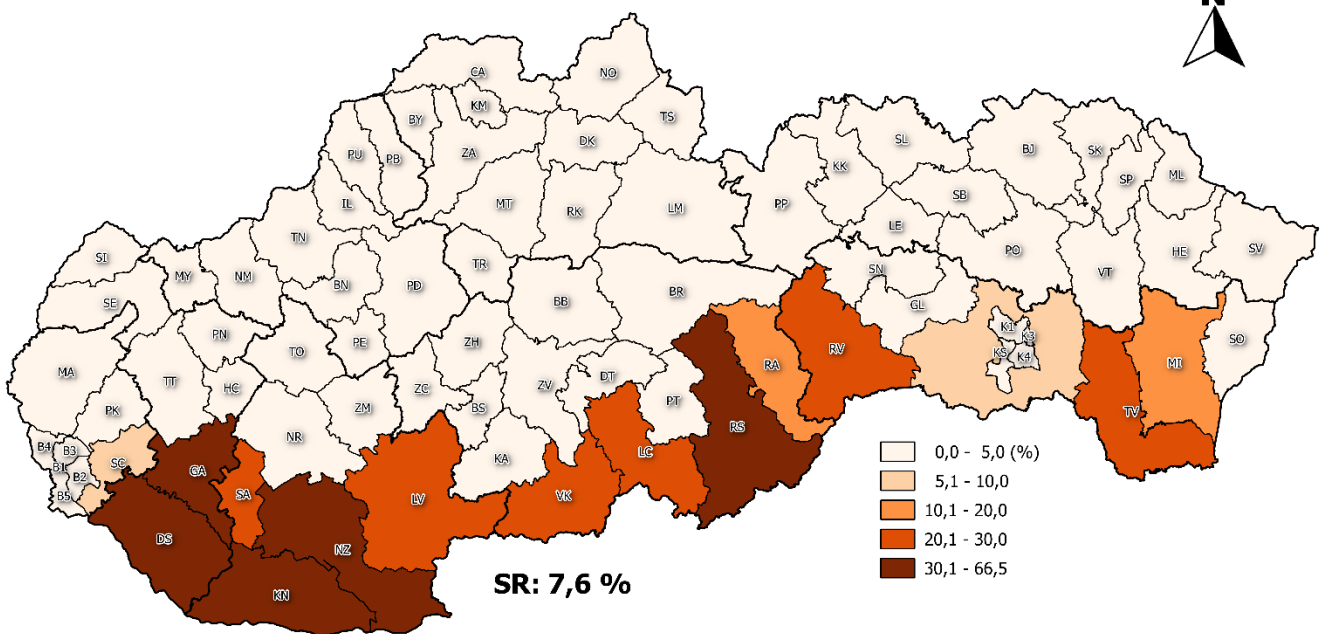 N
CA
NO
KM
BY
TS
PU
PB
ZA
DK
SL
BJ
SK
KK
SP
ML
IL
MT
RK
LM
PP
SB
LE
TN
PO
HE
SV
SI
MY
NM
TR
SN
VT
BN
PD
BR
SE
BB
GL
PN
PE
ZH
K1
K3
TO
KS
K4
SO
MA
TT
HC
ZC
ZV
DT
RA
RV
MI
PK
ZM
BS
PT
TV
NR
B4
B3
KA
RS
B1
SC
LC
B2
GA
B5
SA
LV
VK
DS
NZ
KN
0,0 - 5,0 (%)
5,1 - 10,0
10,1 - 20,0
20,1 - 30,0
30,1 - 66,5
SR: 7,6 %